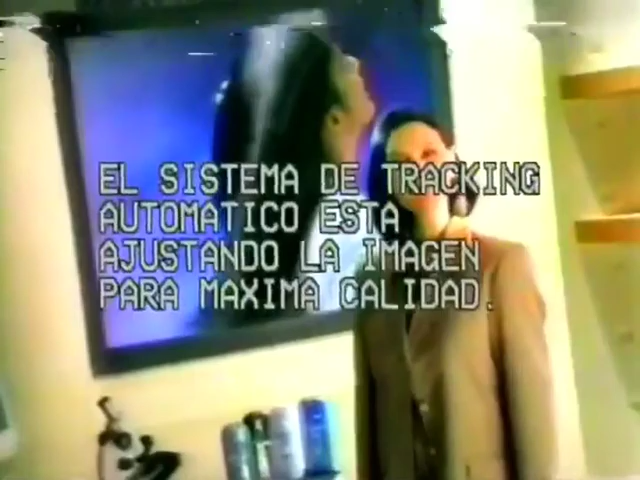 EL SISTEMA DE TRACKING
AUTOMATICO ESTA
AJUSTANDO LA IMAGEN
PARA MAXIMA CALIDAD.